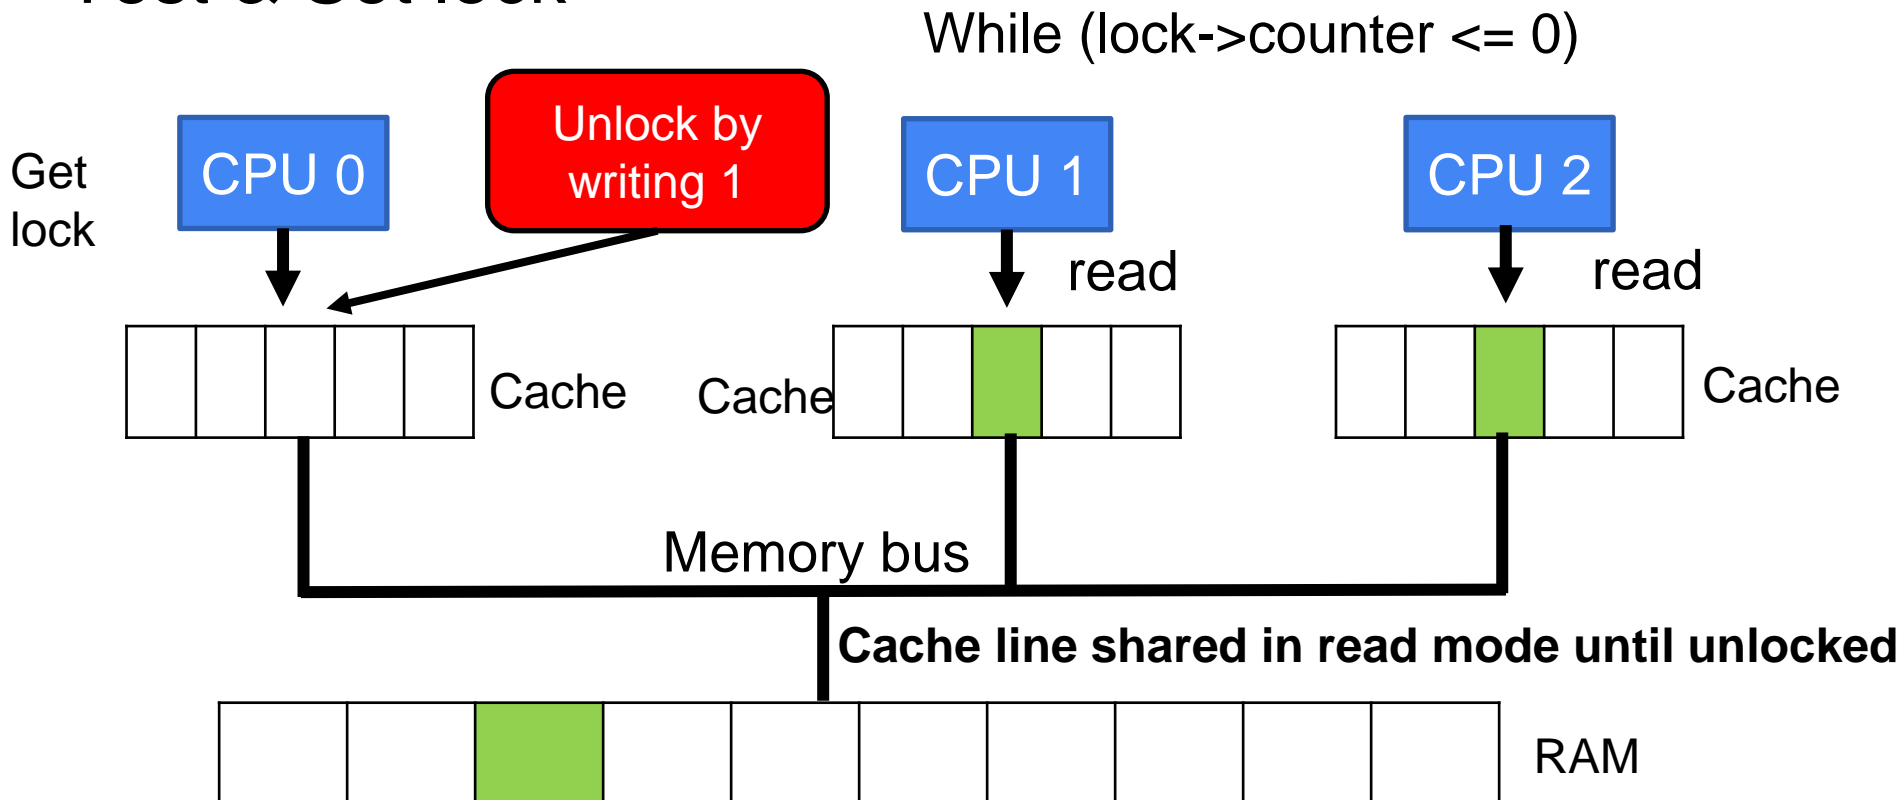 While (lock->counter <= 0)
Get
lock
CPU 0
Unlock by
writing 1
CPU 1
CPU 2
read
read
Cache
Cache
Cache
Memory bus
Cache line shared in read mode until unlocked
RAM